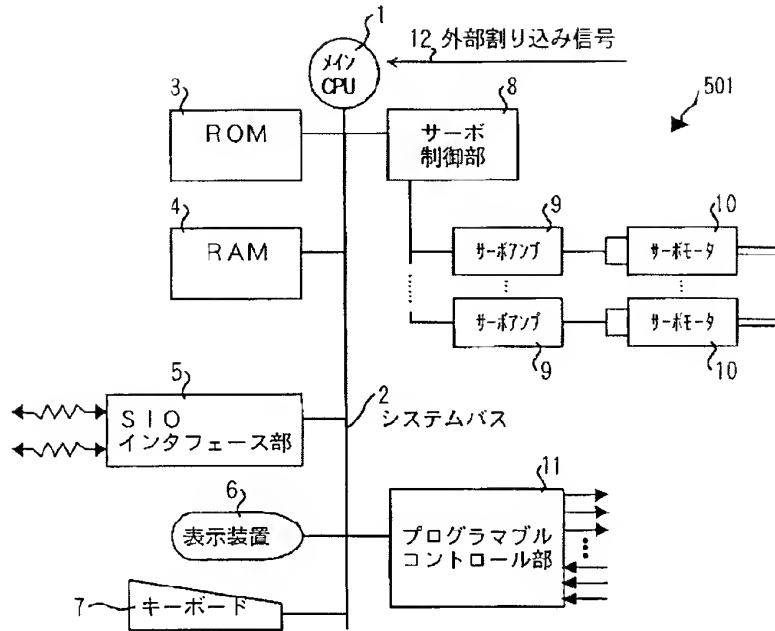 1
メイン
CPU
12 外部割り込み信号
501
3
ROM
8
サーボ
制御部
4
RAM
9
サーボアンプ
10
サーボモータ
サーボアンプ
9
サーボモータ
10
5
SIO
インタフェース部
2
システムバス
6
表示装置
11
プログラマブル
コントロール部
7
キーボード